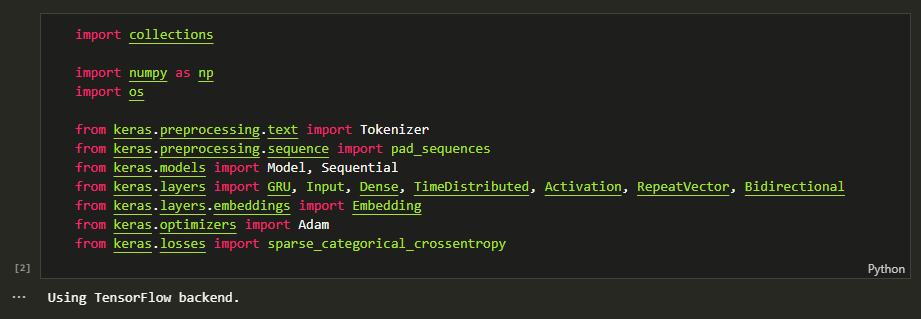 import collections
import numpy as np
import os
from keras.preprocessing.text import Tokenizer
from keras.preprocessing.sequence import pad_sequences
from keras.models import Model, Sequential
from keras.layers import GRU, Input, Dense, TimeDistributed, Activation, RepeatVector, Bidirectional
from keras.layers.embeddings import Embedding
from keras.optimizers import Adam
from keras.losses import sparse_categorical_crossentropy
[2]
Python
... Using TensorFlow backend.